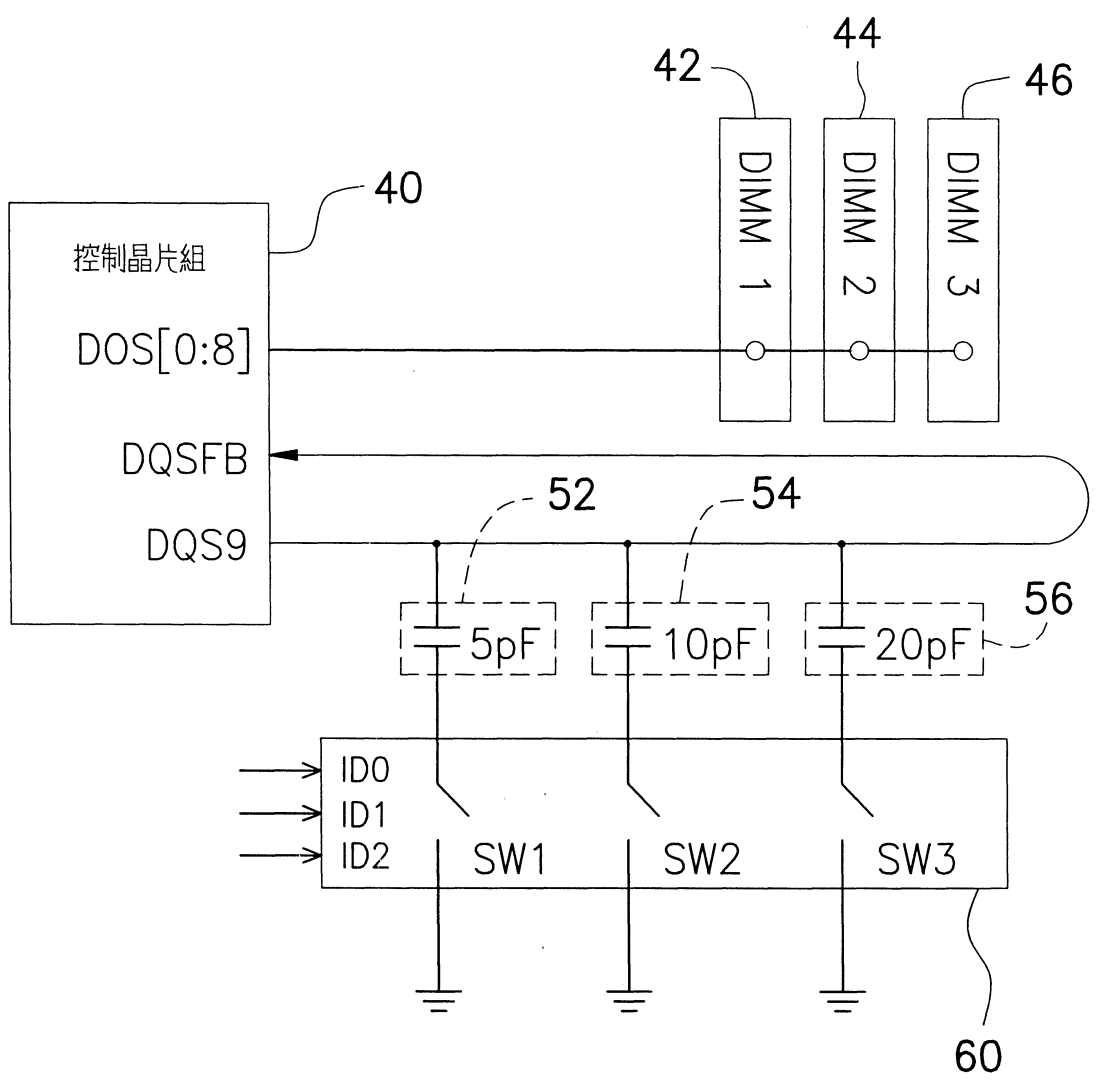 44
42
46
DIMM 1
DIMM 2
DIMM 3
40
控制晶片組
DOS[0:8]
DQSFB
DQS9
52
54
56
5pF
10pF
20pF
ID0
ID1
ID2
SW1
SW2
SW3
60